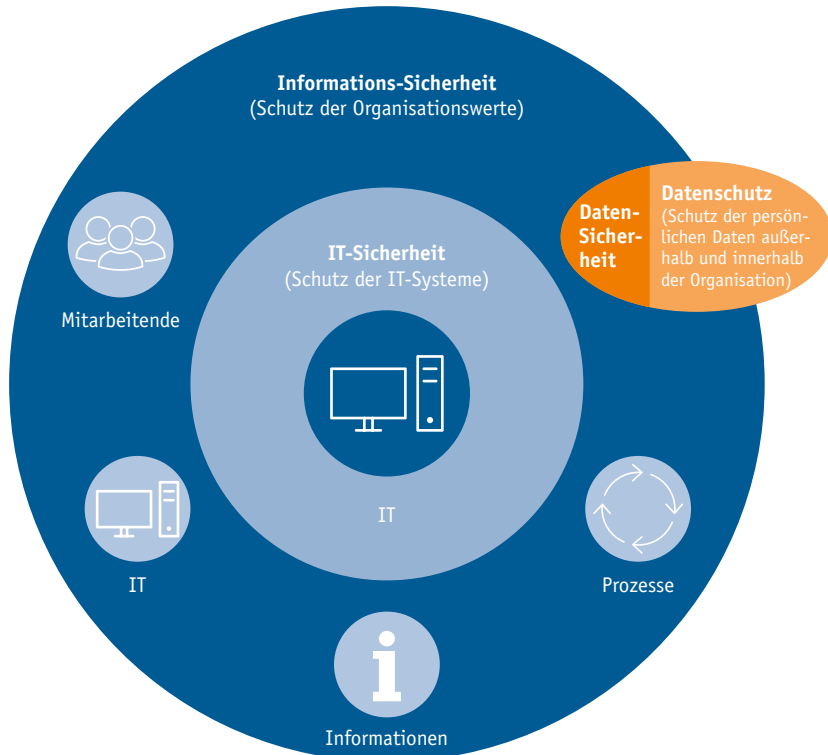 Informations-Sicherheit
(Schutz der Organisationswerte)
Daten-
Sicher-
heit
Datenschutz
(Schutz der persön-
lichen Daten außer-
halb und innerhalb
der Organisation)
IT-Sicherheit
(Schutz der IT-Systeme)
Mitarbeitende
IT
IT
Prozesse
Informationen